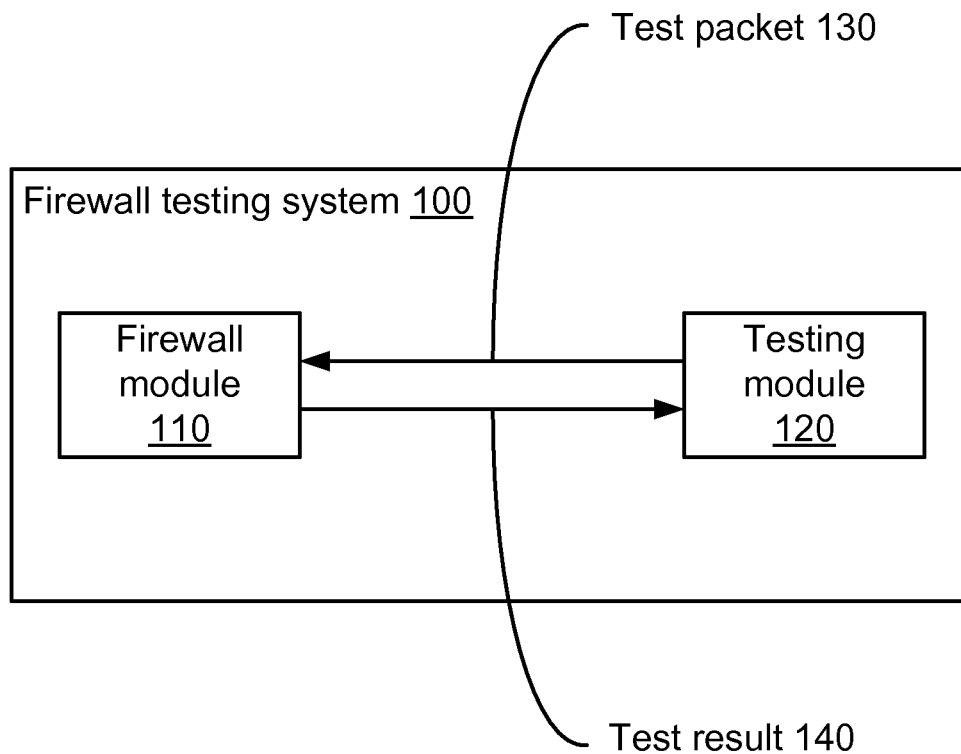 Test packet 130
Firewall testing system 100
Firewall
module
110
Testing
module
120
Test result 140